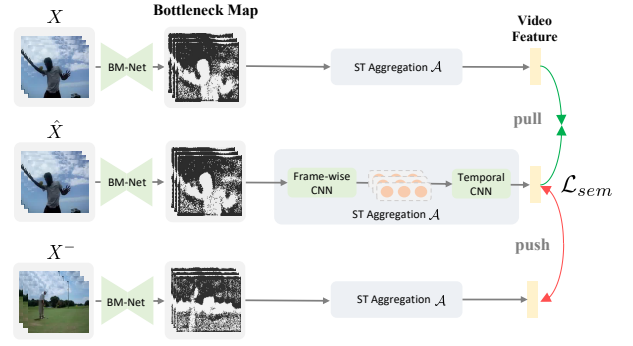 Bottleneck Map
Video
Feature
X
BM-Net
ST Aggregation 𝒜
pull
X̂
BM-Net
Frame-wise
CNN
Temporal
CNN
ST Aggregation 𝒜
ℒsem
push
X⁻
BM-Net
ST Aggregation 𝒜